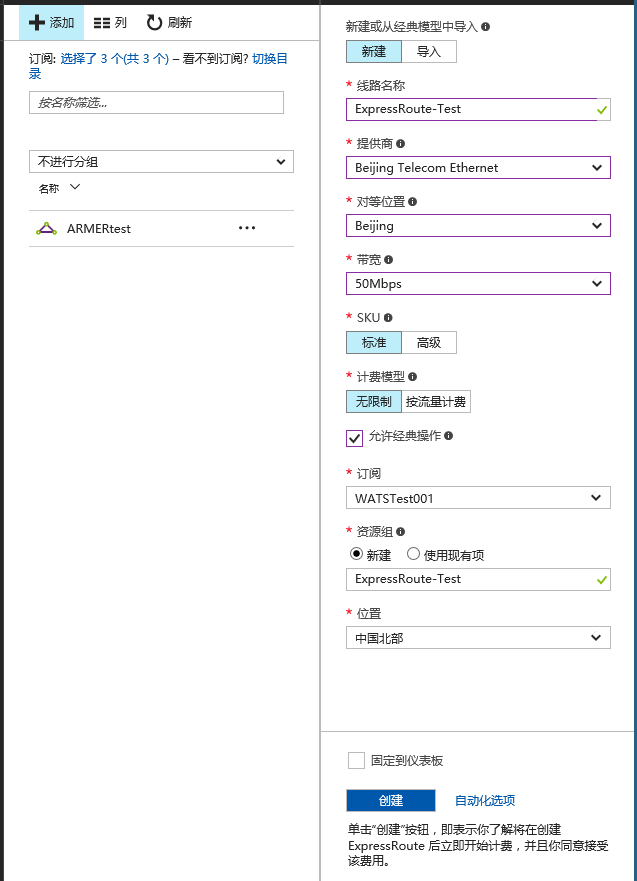 添加 列 刷新
订阅: 选择了 3 个(共 3 个) – 看不到订阅? 切换目
录
按名称筛选...
不进行分组
名称
ARMERtest
新建或从经典模型中导入
新建 导入
* 线路名称
ExpressRoute-Test
* 提供商
Beijing Telecom Ethernet
* 对等位置
Beijing
* 带宽
50Mbps
* SKU
标准 高级
* 计费模型
无限制 按流量计费
允许经典操作
* 订阅
WATSTest001
* 资源组
新建 使用现有项
ExpressRoute-Test
* 位置
中国北部
固定到仪表板
创建 自动化选项
单击“创建”按钮，即表示你了解将在创建
ExpressRoute 后立即开始计费，并且你同意接受
该费用。